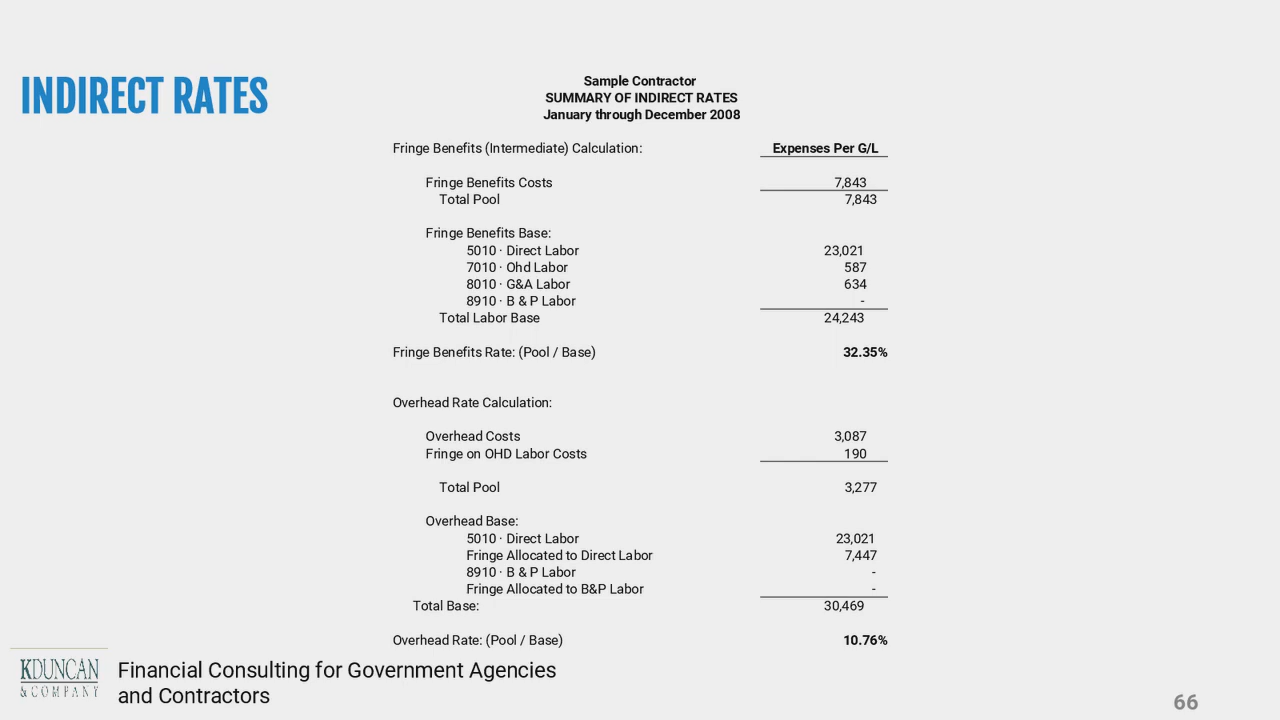 INDIRECT RATES
Sample Contractor
SUMMARY OF INDIRECT RATES
January through December 2008
Fringe Benefits (Intermediate) Calculation: Expenses Per G/L
Fringe Benefits Costs 7,843
Total Pool 7,843
Fringe Benefits Base:
5010 · Direct Labor 23,021
7010 · Ohd Labor 587
8010 · G&A Labor 634
8910 · B & P Labor -
Total Labor Base 24,243
Fringe Benefits Rate: (Pool / Base) 32.35%
Overhead Rate Calculation:
Overhead Costs 3,087
Fringe on OHD Labor Costs 190
Total Pool 3,277
Overhead Base:
5010 · Direct Labor 23,021
Fringe Allocated to Direct Labor 7,447
8910 · B & P Labor -
Fringe Allocated to B&P Labor -
Total Base: 30,469
Overhead Rate: (Pool / Base) 10.76%
KDUNCAN
& COMPANY
Financial Consulting for Government Agencies
and Contractors
66